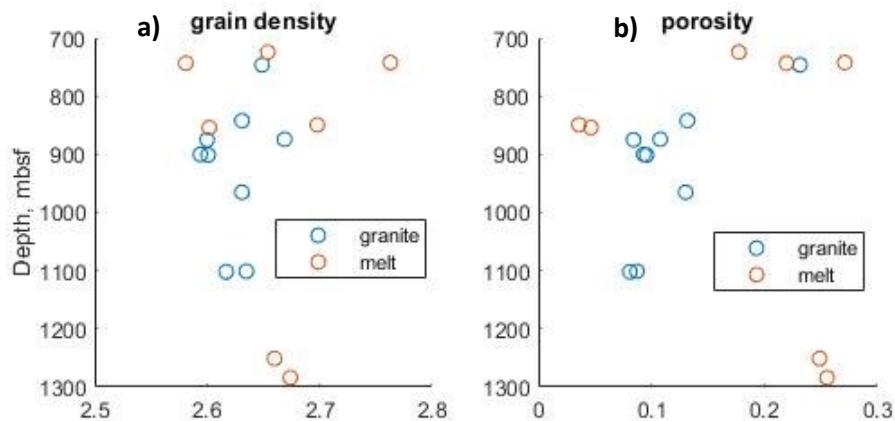 a) grain density
b) porosity
Depth, mbsf
700
800
900
1000
1100
1200
1300
2.5 2.6 2.7 2.8
granite
melt
700
800
900
1000
1100
1200
1300
0 0.1 0.2 0.3
granite
melt